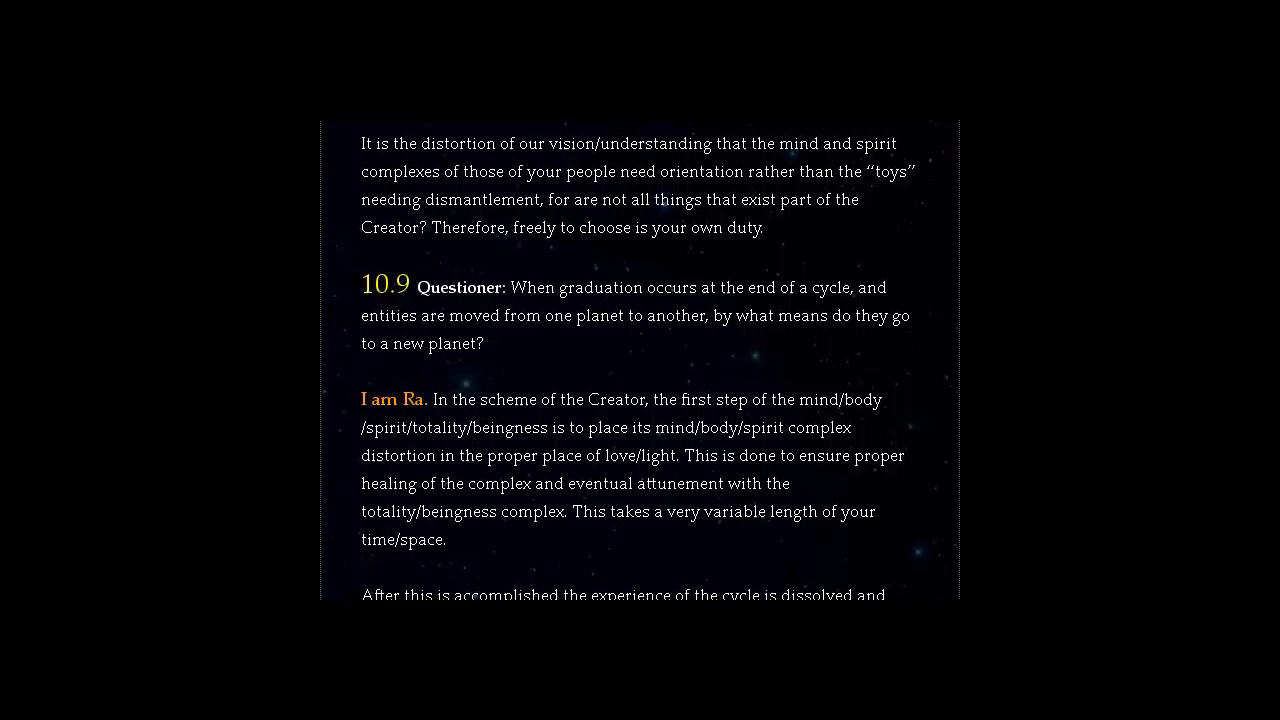 It is the distortion of our vision/understanding that the mind and spirit
complexes of those of your people need orientation rather than the “toys”
needing dismantlement, for are not all things that exist part of the
Creator? Therefore, freely to choose is your own duty.
10.9 Questioner: When graduation occurs at the end of a cycle, and
entities are moved from one planet to another, by what means do they go
to a new planet?
I am Ra. In the scheme of the Creator, the first step of the mind/body
/spirit/totality/beingness is to place its mind/body/spirit complex
distortion in the proper place of love/light. This is done to ensure proper
healing of the complex and eventual attunement with the
totality/beingness complex. This takes a very variable length of your
time/space.
After this is accomplished the experience of the cycle is dissolved and